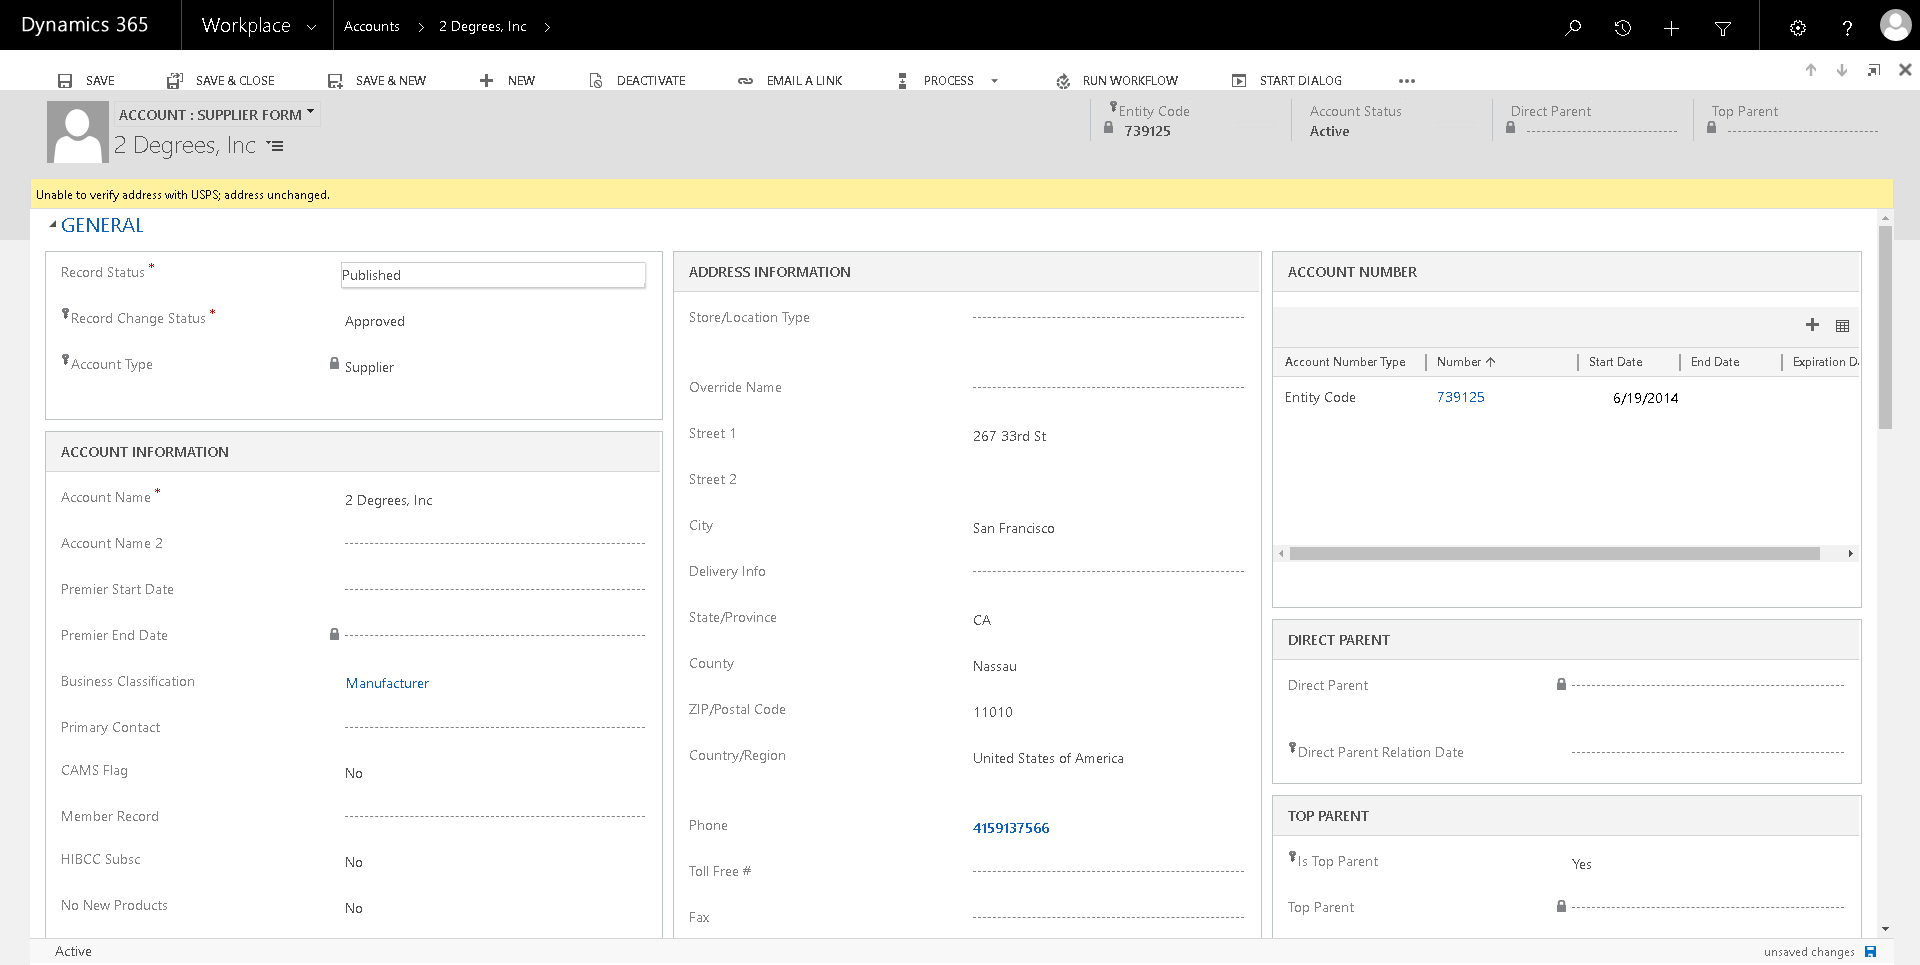 Dynamics 365
Workplace
Accounts
2 Degrees, Inc
SAVE
SAVE & CLOSE
SAVE & NEW
NEW
DEACTIVATE
EMAIL A LINK
PROCESS
RUN WORKFLOW
START DIALOG
ACCOUNT : SUPPLIER FORM
2 Degrees, Inc
Entity Code
739125
Account Status
Active
Direct Parent
Top Parent
Unable to verify address with USPS; address unchanged.
GENERAL
Record Status *
Published
Record Change Status *
Approved
Account Type
Supplier
ACCOUNT INFORMATION
Account Name *
2 Degrees, Inc
Account Name 2
Premier Start Date
Premier End Date
Business Classification
Manufacturer
Primary Contact
CAMS Flag
No
Member Record
HIBCC Subsc
No
No New Products
No
ADDRESS INFORMATION
Store/Location Type
Override Name
Street 1
267 33rd St
Street 2
City
San Francisco
Delivery Info
State/Province
CA
County
Nassau
ZIP/Postal Code
11010
Country/Region
United States of America
Phone
4159137566
Toll Free #
Fax
ACCOUNT NUMBER
Account Number Type
Number
Start Date
End Date
Expiration D
Entity Code
739125
6/19/2014
DIRECT PARENT
Direct Parent
Direct Parent Relation Date
TOP PARENT
Is Top Parent
Yes
Top Parent
Active
unsaved changes